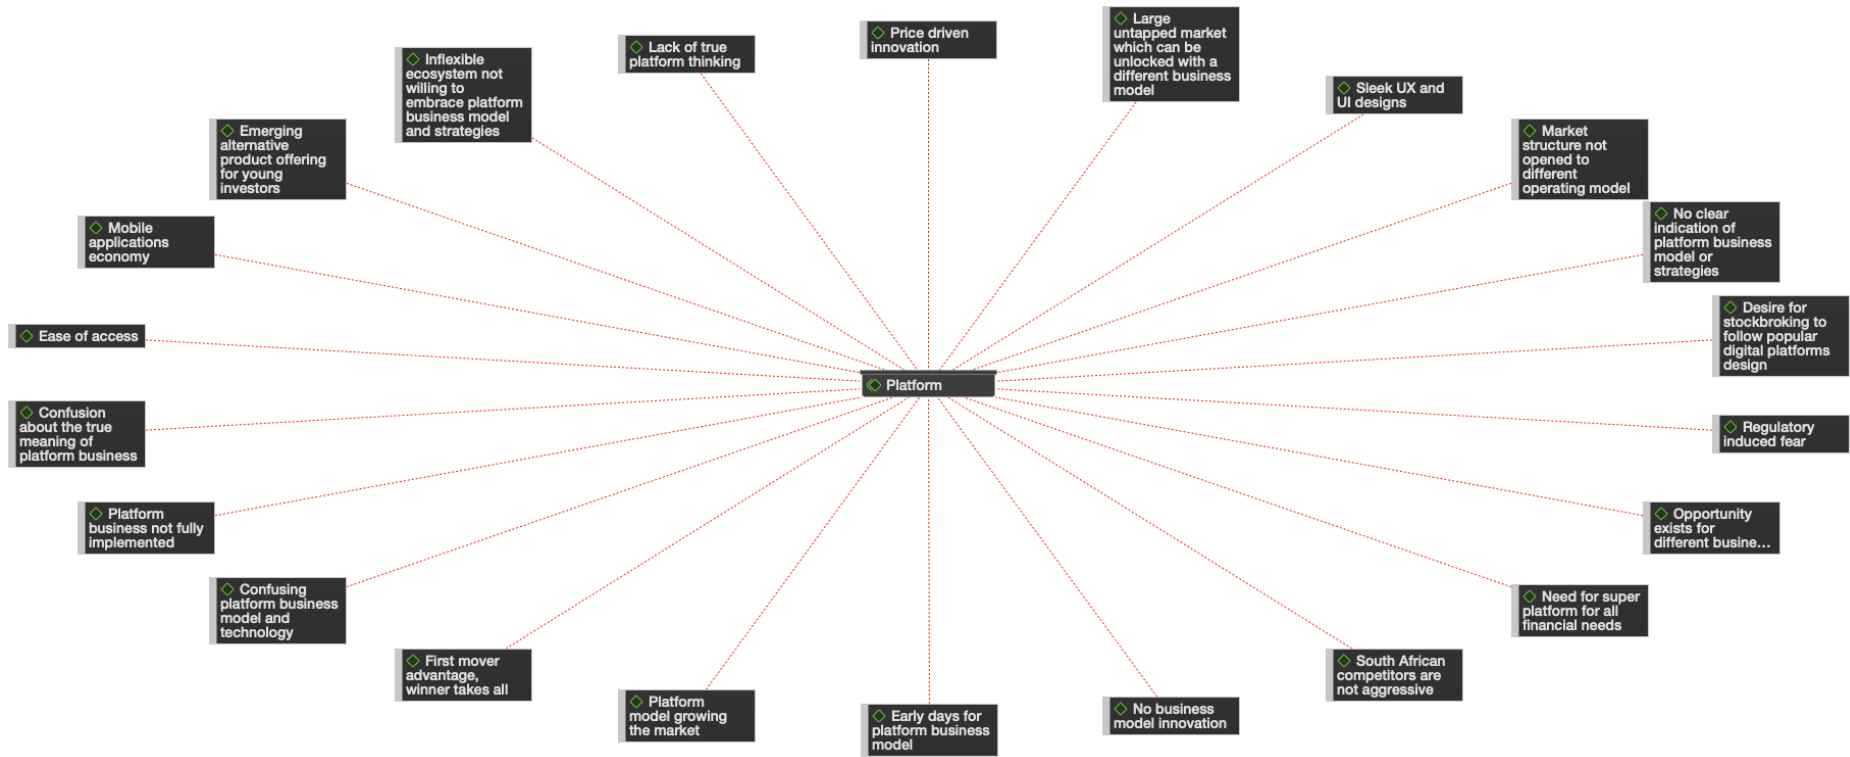 Large
untapped market
which can be
unlocked with a
different business
model
Price driven
innovation
Lack of true
platform thinking
Inflexible
ecosystem not
willing to
embrace platform
business model
and strategies
Sleek UX and
UI designs
Emerging
alternative
product offering
for young
investors
Market
structure not
opened to
different
operating model
Mobile
applications
economy
No clear
indication of
platform business
model or
strategies
Ease of access
Desire for
stockbroking to
follow popular
digital platforms
design
Platform
Confusion
about the true
meaning of
platform business
Regulatory
induced fear
Platform
business not fully
implemented
Opportunity
exists for
different busine...
Confusing
platform business
model and
technology
Need for super
platform for all
financial needs
First mover
advantage,
winner takes all
South African
competitors are
not aggressive
Platform
model growing
the market
Early days for
platform business
model
No business
model innovation